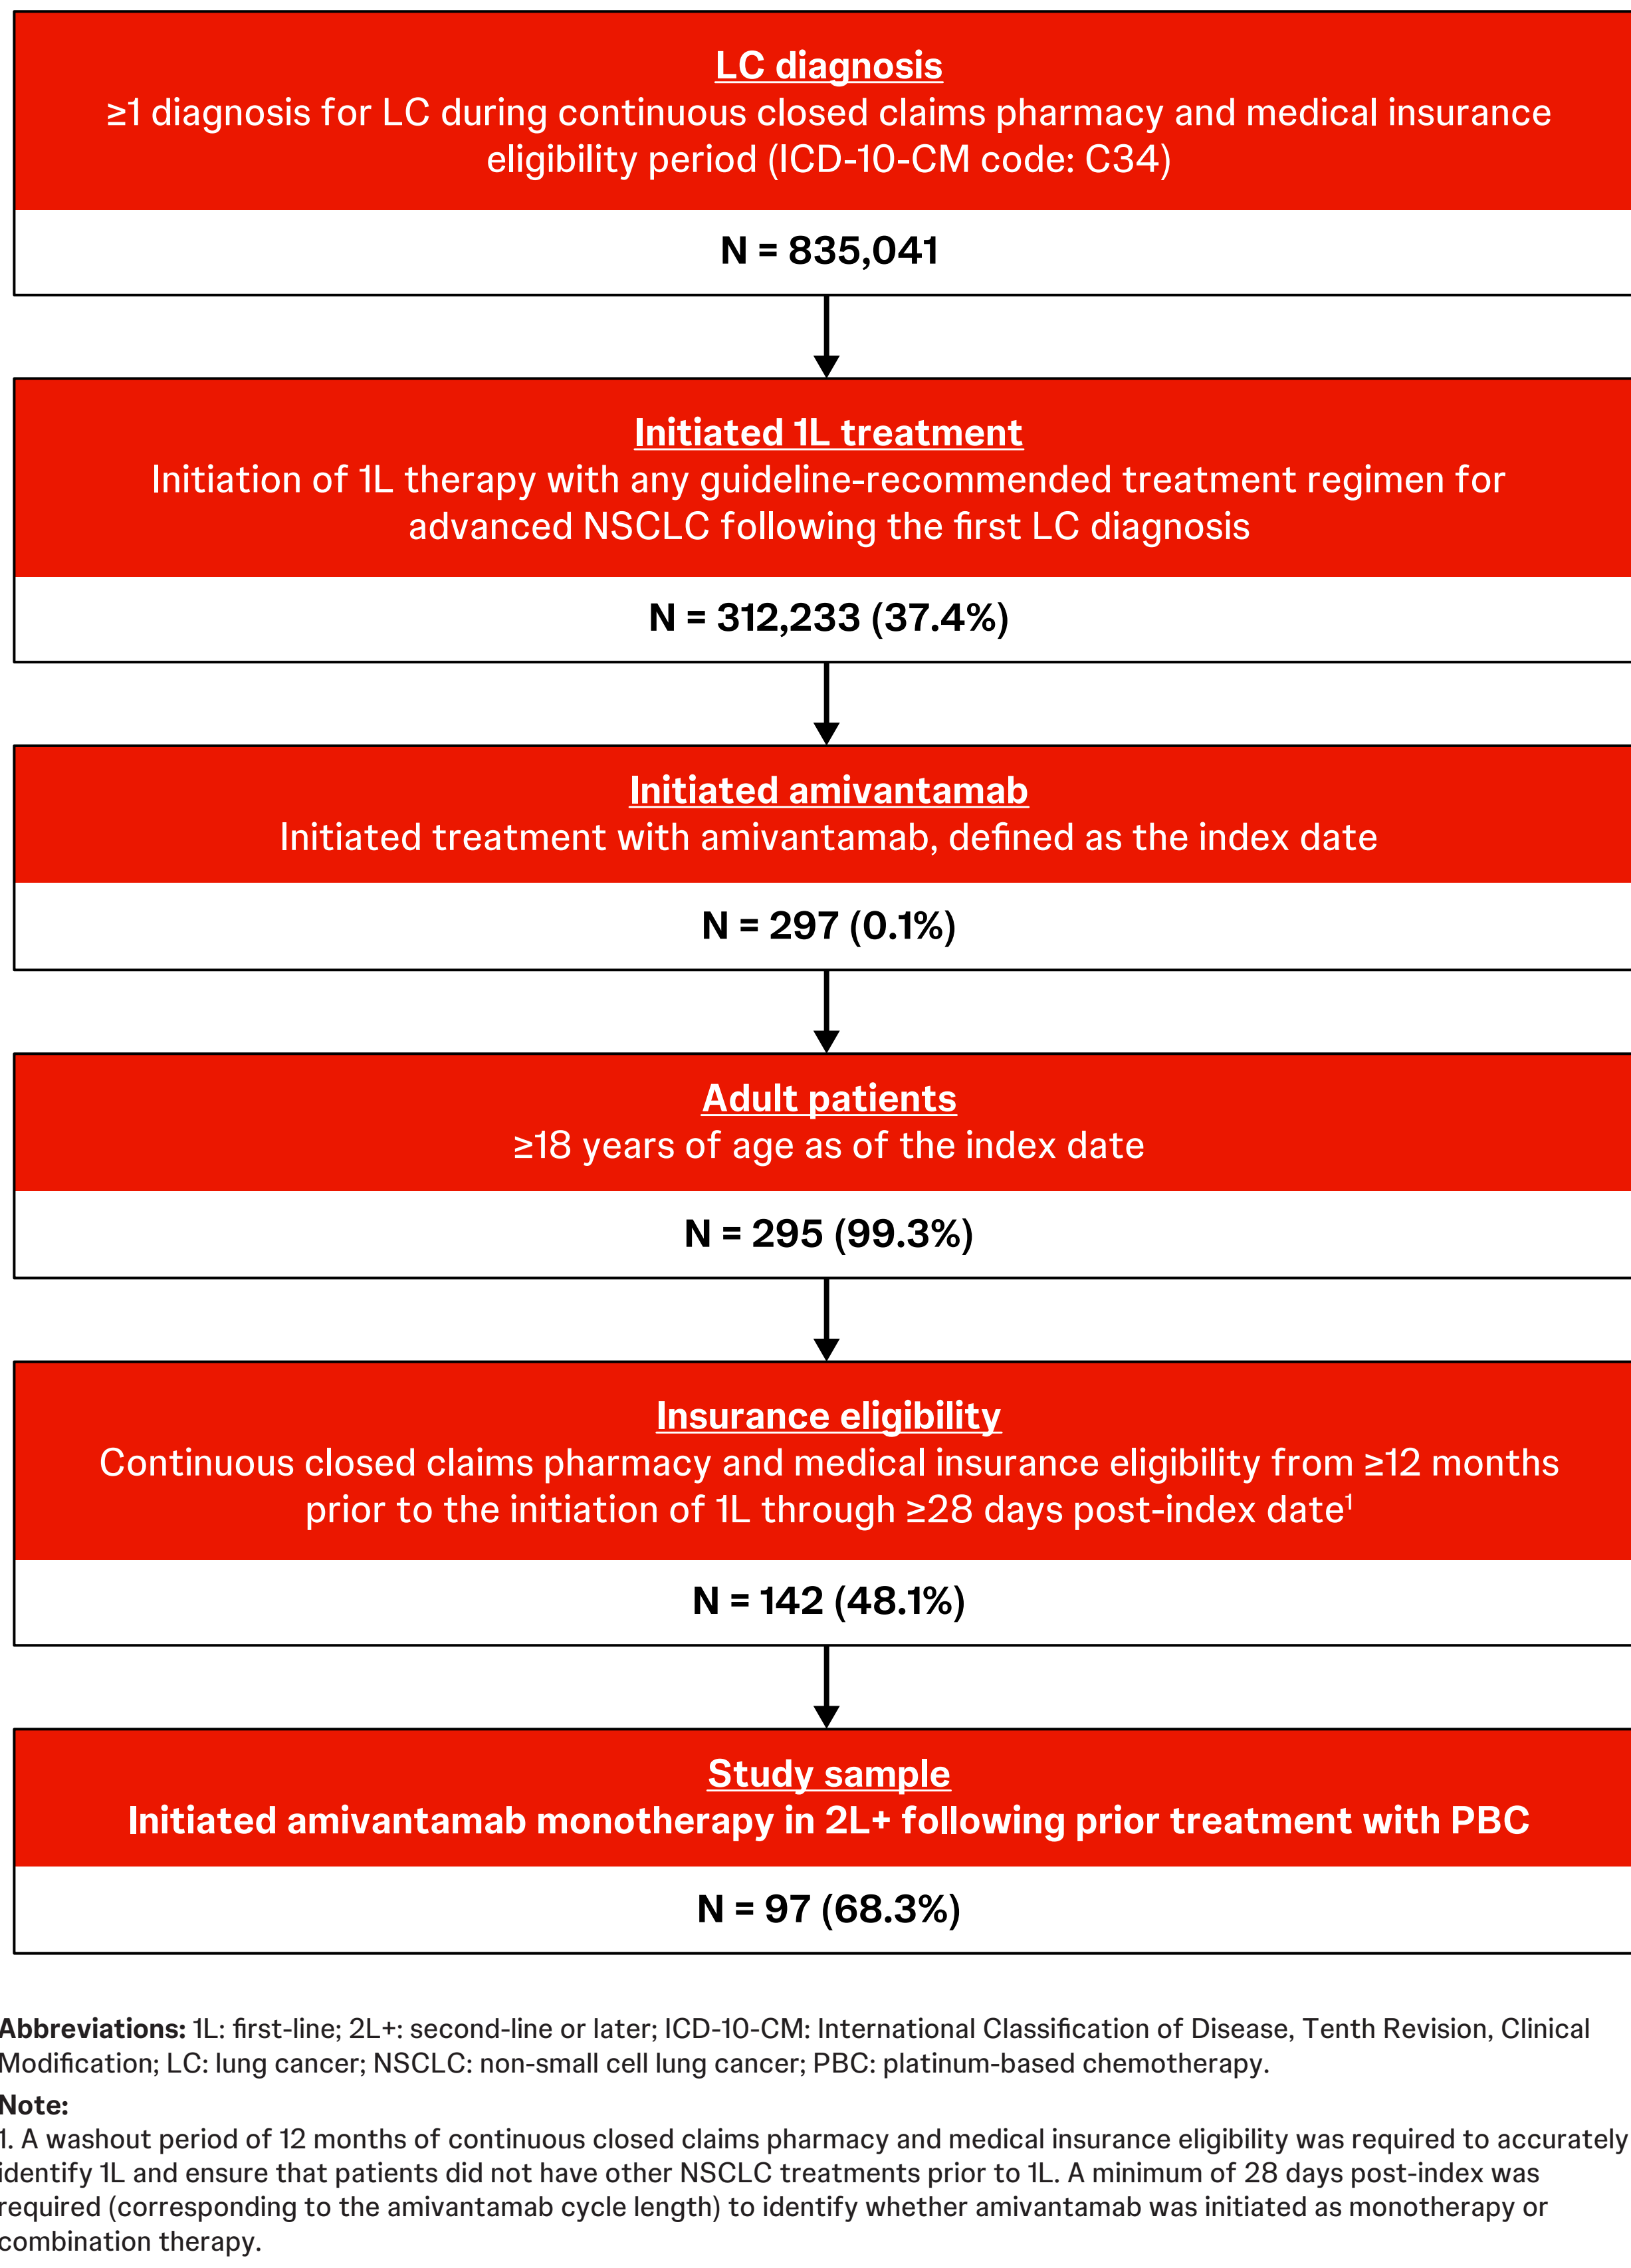 LC diagnosis
≥1 diagnosis for LC during continuous closed claims pharmacy and medical insurance
eligibility period (ICD-10-CM code: C34)
N = 835,041
Initiated 1L treatment
Initiation of 1L therapy with any guideline-recommended treatment regimen for
advanced NSCLC following the first LC diagnosis
N = 312,233 (37.4%)
Initiated amivantamab
Initiated treatment with amivantamab, defined as the index date
N = 297 (0.1%)
Adult patients
≥18 years of age as of the index date
N = 295 (99.3%)
Insurance eligibility
Continuous closed claims pharmacy and medical insurance eligibility from ≥12 months
prior to the initiation of 1L through ≥28 days post-index date¹
N = 142 (48.1%)
Study sample
Initiated amivantamab monotherapy in 2L+ following prior treatment with PBC
N = 97 (68.3%)
Abbreviations: 1L: first-line; 2L+: second-line or later; ICD-10-CM: International Classification of Disease, Tenth Revision, Clinical
Modification; LC: lung cancer; NSCLC: non-small cell lung cancer; PBC: platinum-based chemotherapy.
Note:
1. A washout period of 12 months of continuous closed claims pharmacy and medical insurance eligibility was required to accurately
identify 1L and ensure that patients did not have other NSCLC treatments prior to 1L. A minimum of 28 days post-index was
required (corresponding to the amivantamab cycle length) to identify whether amivantamab was initiated as monotherapy or
combination therapy.